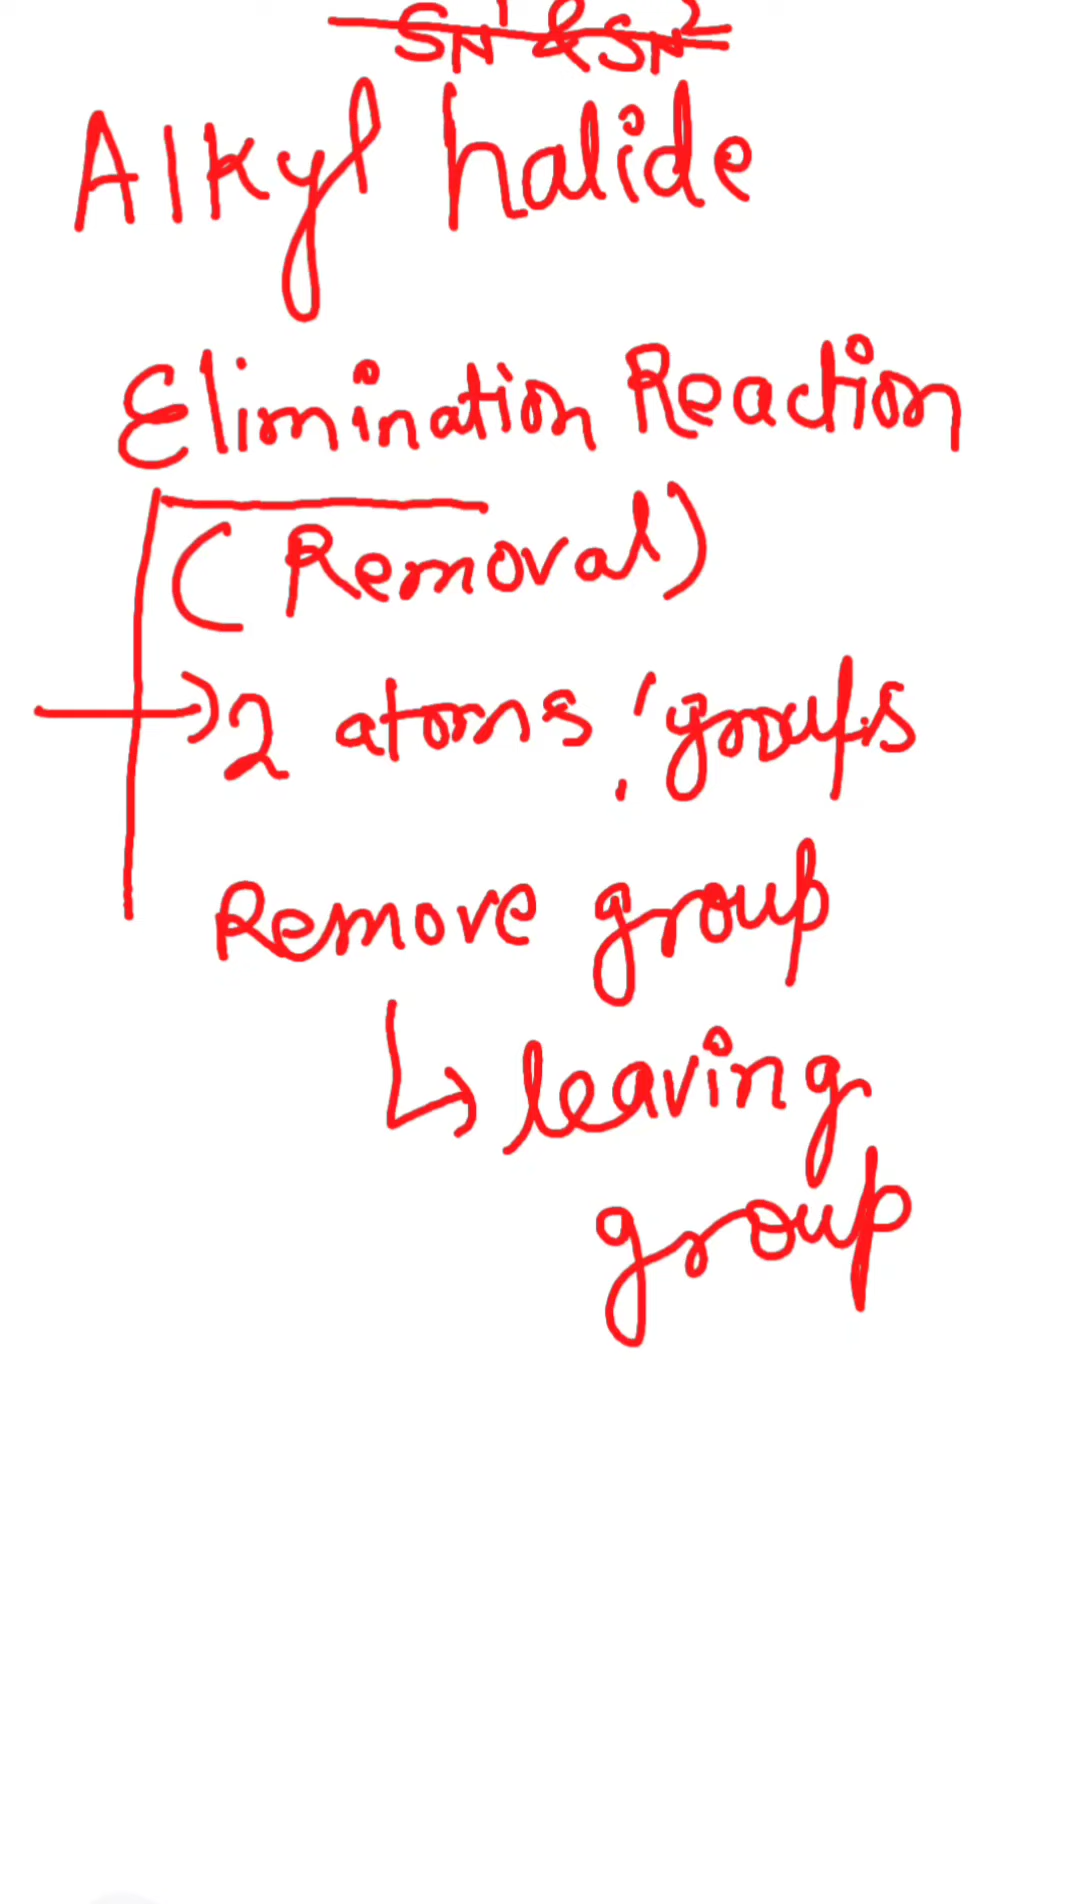 SN¹ & SN²
Alkyl halide
Elimination Reaction
(Removal)
→ 2 atoms / groups
Remove group
↳ leaving
group